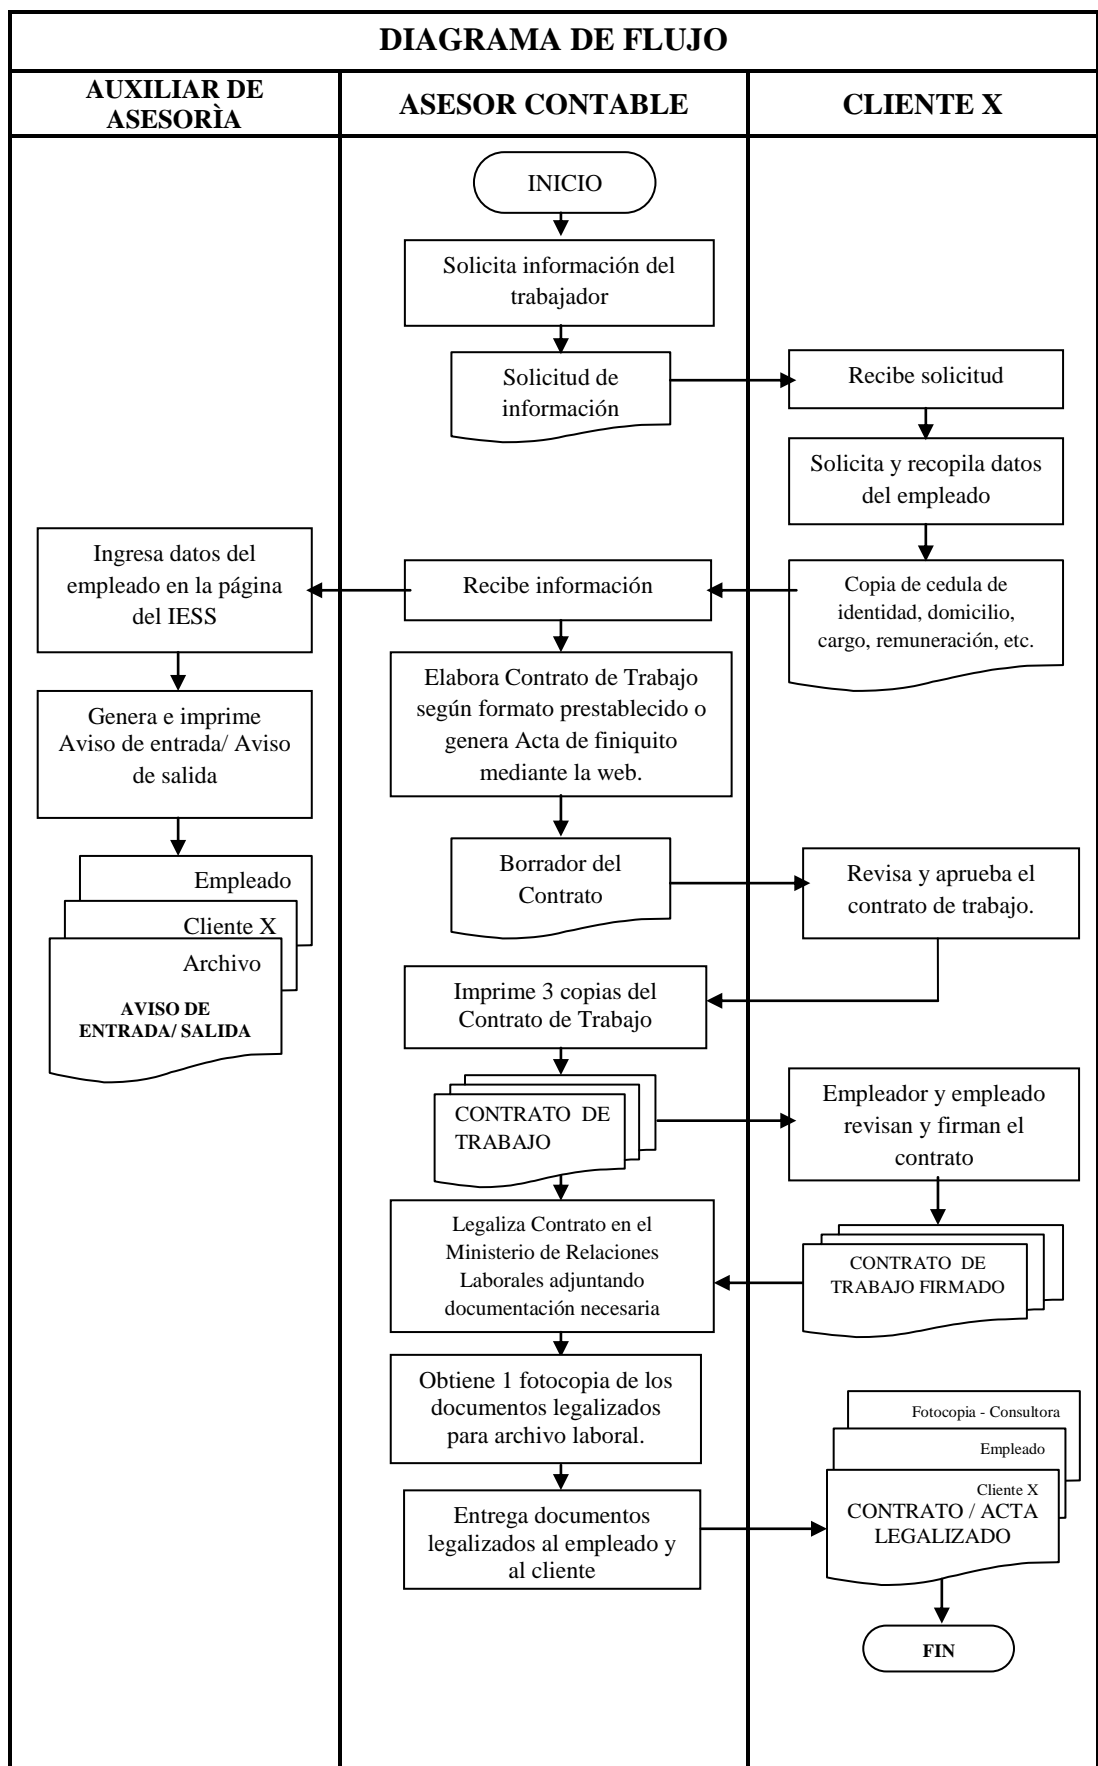 DIAGRAMA DE FLUJO
AUXILIAR DE
ASESORÌA
ASESOR CONTABLE
CLIENTE X
INICIO
Solicita información del
trabajador
Solicitud de
información
Recibe solicitud
Solicita y recopila datos
del empleado
Copia de cedula de
identidad, domicilio,
cargo, remuneración, etc.
Recibe información
Ingresa datos del
empleado en la página
del IESS
Genera e imprime
Aviso de entrada/ Aviso
de salida
Empleado
Cliente X
Archivo
AVISO DE
ENTRADA/ SALIDA
Elabora Contrato de Trabajo
según formato prestablecido o
genera Acta de finiquito
mediante la web.
Borrador del
Contrato
Revisa y aprueba el
contrato de trabajo.
Imprime 3 copias del
Contrato de Trabajo
CONTRATO DE
TRABAJO
Empleador y empleado
revisan y firman el
contrato
CONTRATO DE
TRABAJO FIRMADO
Legaliza Contrato en el
Ministerio de Relaciones
Laborales adjuntando
documentación necesaria
Obtiene 1 fotocopia de los
documentos legalizados
para archivo laboral.
Entrega documentos
legalizados al empleado y
al cliente
Fotocopia - Consultora
Empleado
Cliente X
CONTRATO / ACTA
LEGALIZADO
FIN